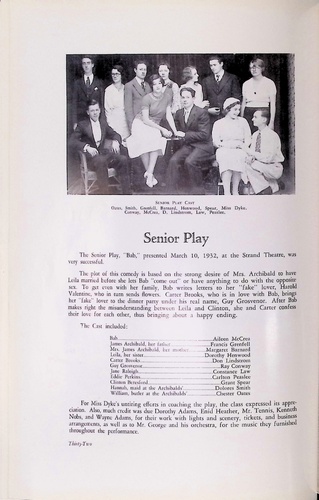 SENIOR PLAY CAST
Oates, Smith, Grenfell, Barnard, Henwood, Spear, Miss Dyke,
Conway, McCrea, D. Lindstrom, Law, Penslee.
Senior Play
The Senior Play, "Bab," presented March 10, 1932, at the Strand Theatre, was
very successful.
The plot of this comedy is based on the strong desire of Mrs. Archibald to have
Leila married before she lets Bab "come out" or have anything to do with the opposite
sex. To get even with her family, Bab writes letters to her "fake" lover, Harold
Valentine, who in turn sends flowers. Carter Brooks, who is in love with Bab, brings
her "fake" lover to the dinner party under his real name, Guy Grosvenor. After Bab
makes right the misunderstanding between Leila and Clinton, she and Carter confess
their love for each other, thus bringing about a happy ending.
The Cast included:
Bab Aileen McCrea
James Archibald, her father Francis Grenfell
Mrs. James Archibald, her mother Margaret Barnard
Leila, her sister Dorothy Henwood
Carter Brooks Don Lindstrom
Guy Grosvenor Ray Conway
Jane Raleigh Constance Law
Eddie Perkins Carlton Penslee
Clinton Beresford Grant Spear
Hannah, maid at the Archibalds' Dolores Smith
William, butler at the Archibalds' Chester Oates
For Miss Dyke's untiring efforts in coaching the play, the class expressed its appre-
ciation. Also, much credit was due Dorothy Adams, Enid Heather, Mr. Tennis, Kenneth
Nobs, and Wayne Adams, for their work with lights and scenery, tickets, and business
arrangements, as well as to Mr. George and his orchestra, for the music they furnished
throughout the performance.
Thirty-Two